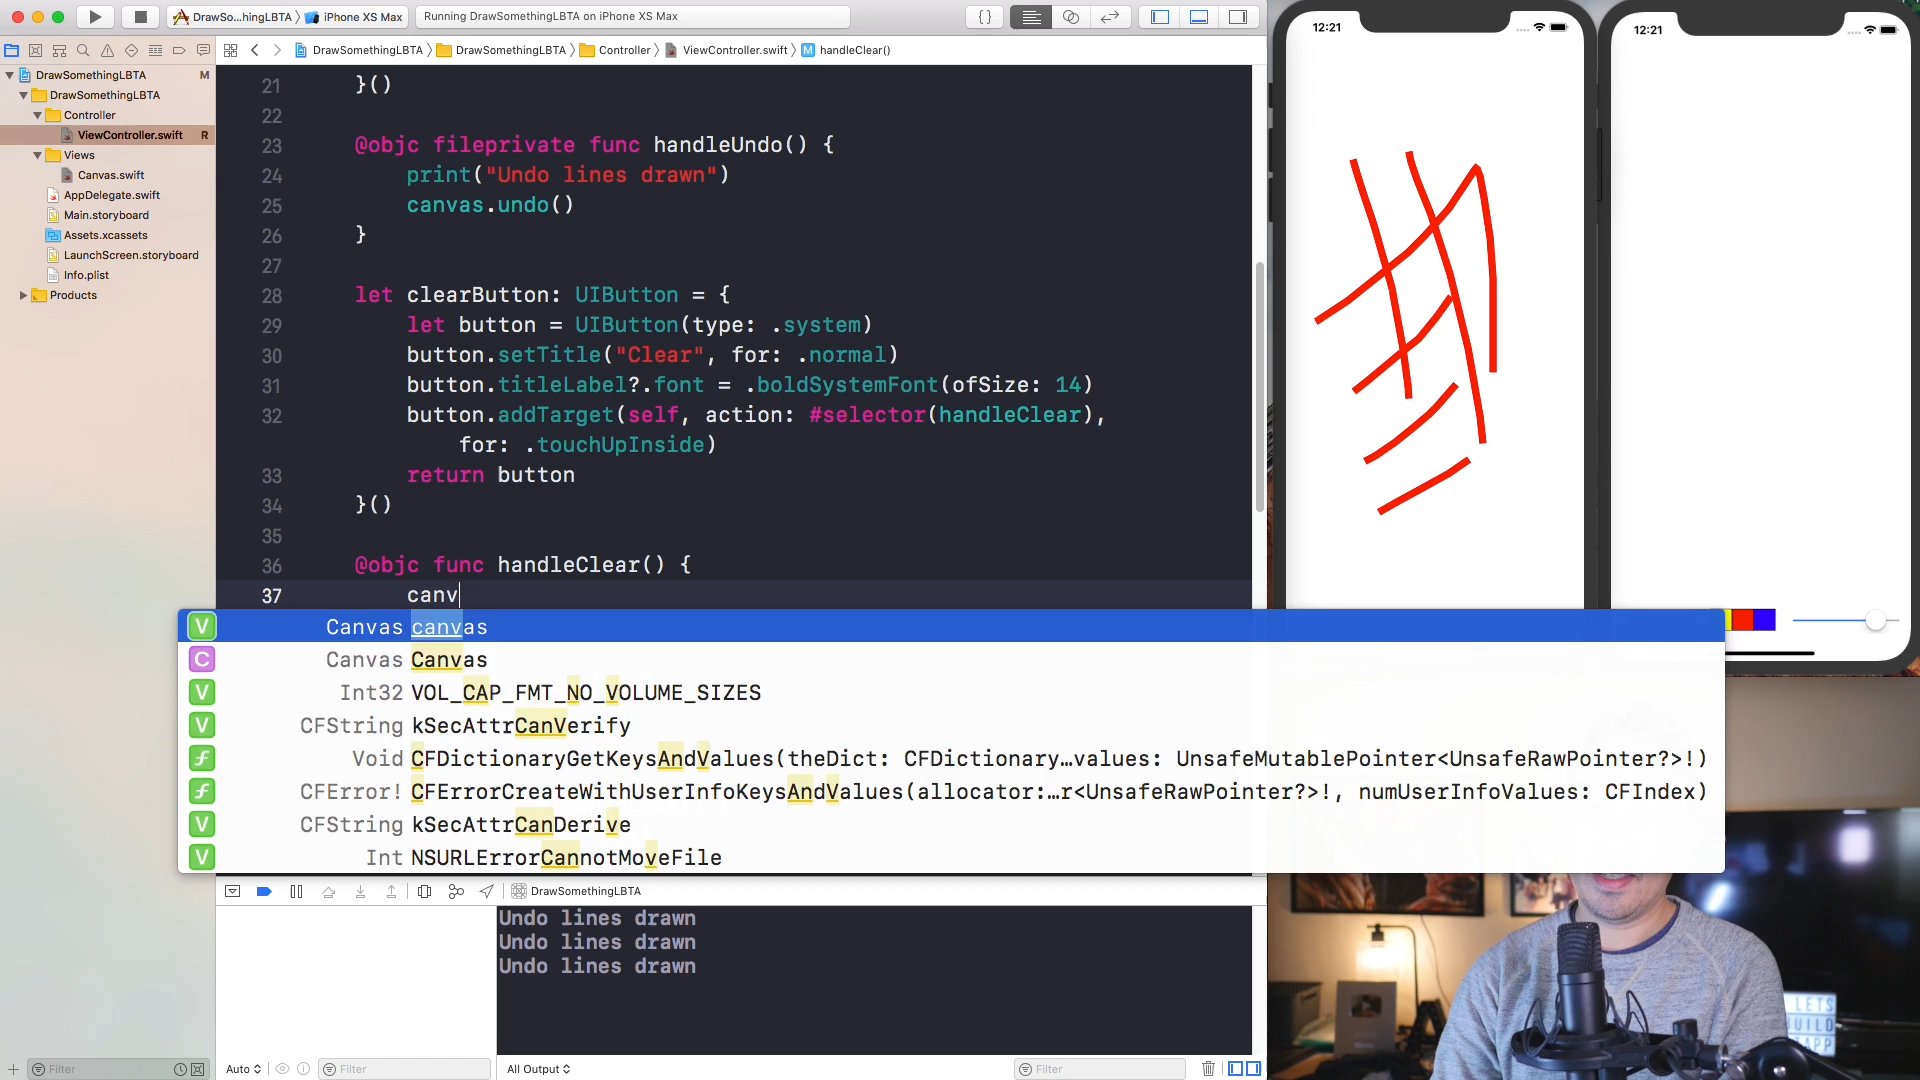 DrawSo...hingLBTA
iPhone XS Max
Running DrawSomethingLBTA on iPhone XS Max
DrawSomethingLBTA
DrawSomethingLBTA
Controller
ViewController.swift
M
handleClear()
DrawSomethingLBTA
M
DrawSomethingLBTA
Controller
ViewController.swift
R
Views
Canvas.swift
AppDelegate.swift
Main.storyboard
Assets.xcassets
LaunchScreen.storyboard
Info.plist
Products
21 }()
22
23 @objc fileprivate func handleUndo() {
24 print("Undo lines drawn")
25 canvas.undo()
26 }
27
28 let clearButton: UIButton = {
29 let button = UIButton(type: .system)
30 button.setTitle("Clear", for: .normal)
31 button.titleLabel?.font = .boldSystemFont(ofSize: 14)
32 button.addTarget(self, action: #selector(handleClear),
for: .touchUpInside)
33 return button
34 }()
35
36 @objc func handleClear() {
37 canv
V Canvas canvas
C Canvas Canvas
V Int32 VOL_CAP_FMT_NO_VOLUME_SIZES
V CFString kSecAttrCanVerify
f Void CFDictionaryGetKeysAndValues(theDict: CFDictionary…values: UnsafeMutablePointer<UnsafeRawPointer?>!)
f CFError! CFErrorCreateWithUserInfoKeysAndValues(allocator:…r<UnsafeRawPointer?>!, numUserInfoValues: CFIndex)
V CFString kSecAttrCanDerive
V Int NSURLErrorCannotMoveFile
DrawSomethingLBTA
Undo lines drawn
Undo lines drawn
Undo lines drawn
Filter
Auto
Filter
All Output
Filter
12:21
12:21
LETS
BUILD